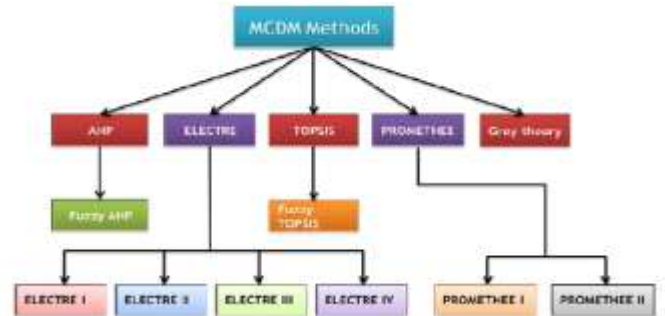 MCDM Methods
AHP
ELECTRE
TOPSIS
PROMETHEE
Grey theory
Fuzzy AHP
Fuzzy
TOPSIS
ELECTRE I
ELECTRE II
ELECTRE III
ELECTRE IV
PROMETHEE I
PROMETHEE II